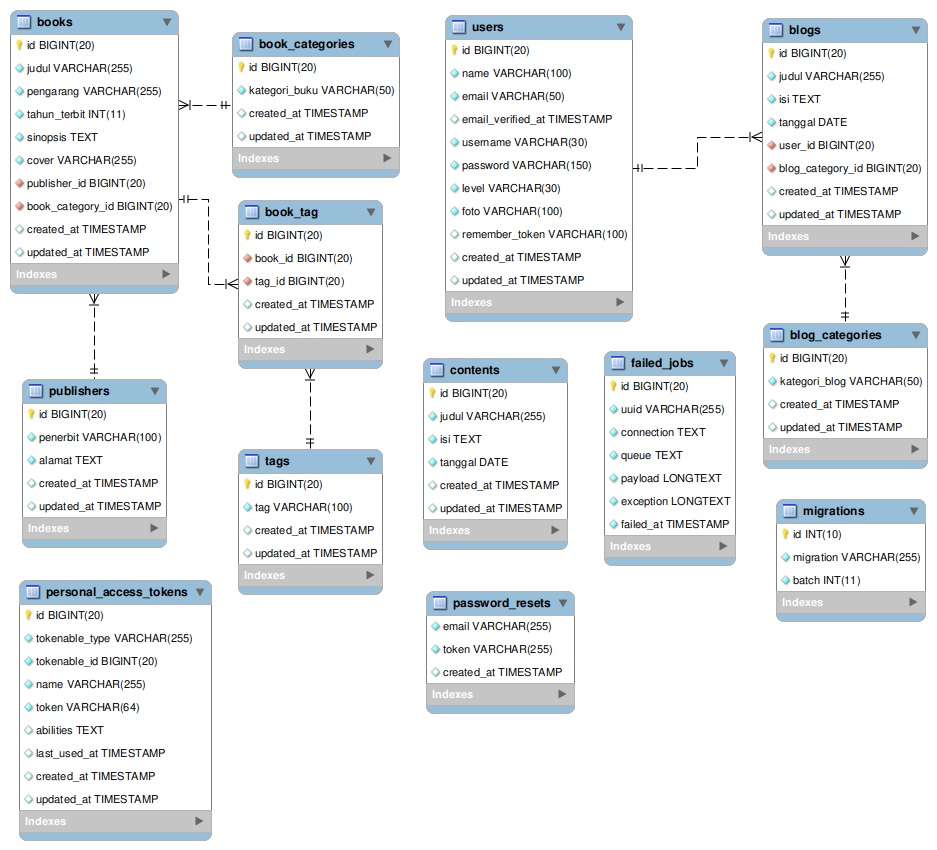 books
id BIGINT(20)
judul VARCHAR(255)
pengarang VARCHAR(255)
tahun_terbit INT(11)
sinopsis TEXT
cover VARCHAR(255)
publisher_id BIGINT(20)
book_category_id BIGINT(20)
created_at TIMESTAMP
updated_at TIMESTAMP
Indexes
book_categories
id BIGINT(20)
kategori_buku VARCHAR(50)
created_at TIMESTAMP
updated_at TIMESTAMP
Indexes
book_tag
id BIGINT(20)
book_id BIGINT(20)
tag_id BIGINT(20)
created_at TIMESTAMP
updated_at TIMESTAMP
Indexes
users
id BIGINT(20)
name VARCHAR(100)
email VARCHAR(50)
email_verified_at TIMESTAMP
username VARCHAR(30)
password VARCHAR(150)
level VARCHAR(30)
foto VARCHAR(100)
remember_token VARCHAR(100)
created_at TIMESTAMP
updated_at TIMESTAMP
Indexes
blogs
id BIGINT(20)
judul VARCHAR(255)
isi TEXT
tanggal DATE
user_id BIGINT(20)
blog_category_id BIGINT(20)
created_at TIMESTAMP
updated_at TIMESTAMP
Indexes
publishers
id BIGINT(20)
penerbit VARCHAR(100)
alamat TEXT
created_at TIMESTAMP
updated_at TIMESTAMP
Indexes
tags
id BIGINT(20)
tag VARCHAR(100)
created_at TIMESTAMP
updated_at TIMESTAMP
Indexes
contents
id BIGINT(20)
judul VARCHAR(255)
isi TEXT
tanggal DATE
created_at TIMESTAMP
updated_at TIMESTAMP
Indexes
failed_jobs
id BIGINT(20)
uuid VARCHAR(255)
connection TEXT
queue TEXT
payload LONGTEXT
exception LONGTEXT
failed_at TIMESTAMP
Indexes
blog_categories
id BIGINT(20)
kategori_blog VARCHAR(50)
created_at TIMESTAMP
updated_at TIMESTAMP
Indexes
migrations
id INT(10)
migration VARCHAR(255)
batch INT(11)
Indexes
personal_access_tokens
id BIGINT(20)
tokenable_type VARCHAR(255)
tokenable_id BIGINT(20)
name VARCHAR(255)
token VARCHAR(64)
abilities TEXT
last_used_at TIMESTAMP
created_at TIMESTAMP
updated_at TIMESTAMP
Indexes
password_resets
email VARCHAR(255)
token VARCHAR(255)
created_at TIMESTAMP
Indexes